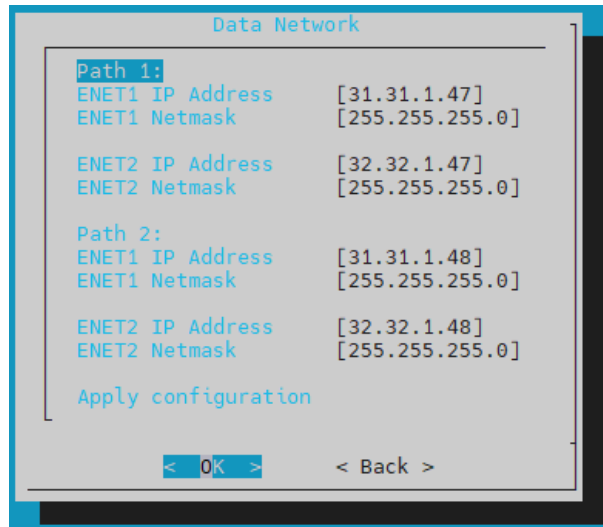 Data Network
Path 1:
ENET1 IP Address [31.31.1.47]
ENET1 Netmask [255.255.255.0]
ENET2 IP Address [32.32.1.47]
ENET2 Netmask [255.255.255.0]
Path 2:
ENET1 IP Address [31.31.1.48]
ENET1 Netmask [255.255.255.0]
ENET2 IP Address [32.32.1.48]
ENET2 Netmask [255.255.255.0]
Apply configuration
< OK > < Back >